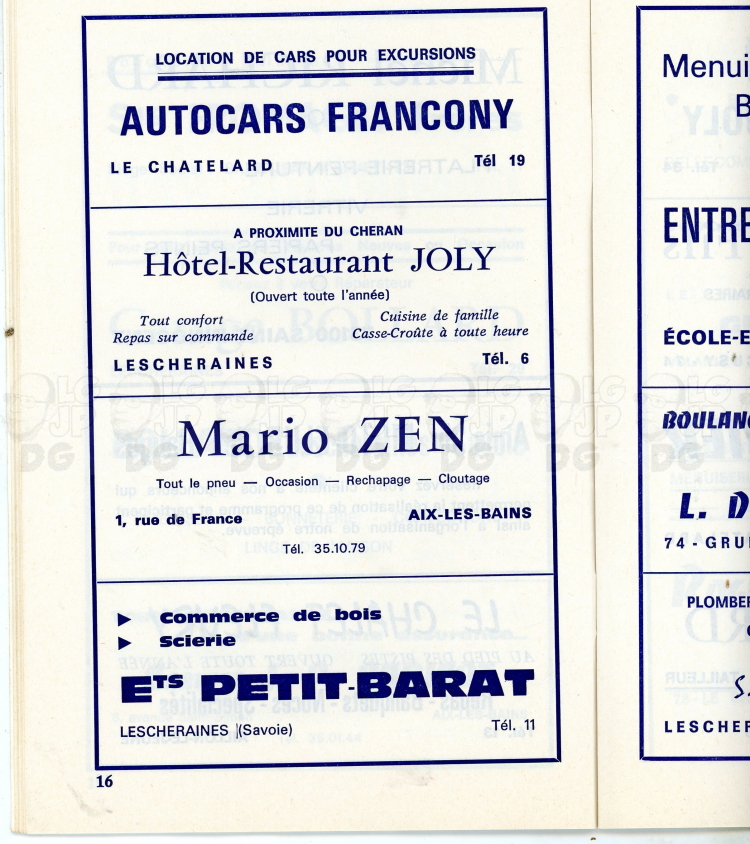 LOCATION DE CARS POUR EXCURSIONS
AUTOCARS FRANCONY
LE CHATELARD Tél 19
A PROXIMITE DU CHERAN
Hôtel-Restaurant JOLY
(Ouvert toute l'année)
Tout confort Cuisine de famille
Repas sur commande Casse-Croûte à toute heure
LESCHERAINES Tél. 6
Mario ZEN
Tout le pneu — Occasion — Rechapage — Cloutage
1, rue de France AIX-LES-BAINS
Tél. 35.10.79
▶ Commerce de bois
▶ Scierie
ETS PETIT-BARAT
LESCHERAINES (Savoie) Tél. 11
16
Menui
B
ENTRE
ÉCOLE-E
BOULANG
L. D
74 - GRU
PLOMBER
S.
LESCHER
LG JP DG